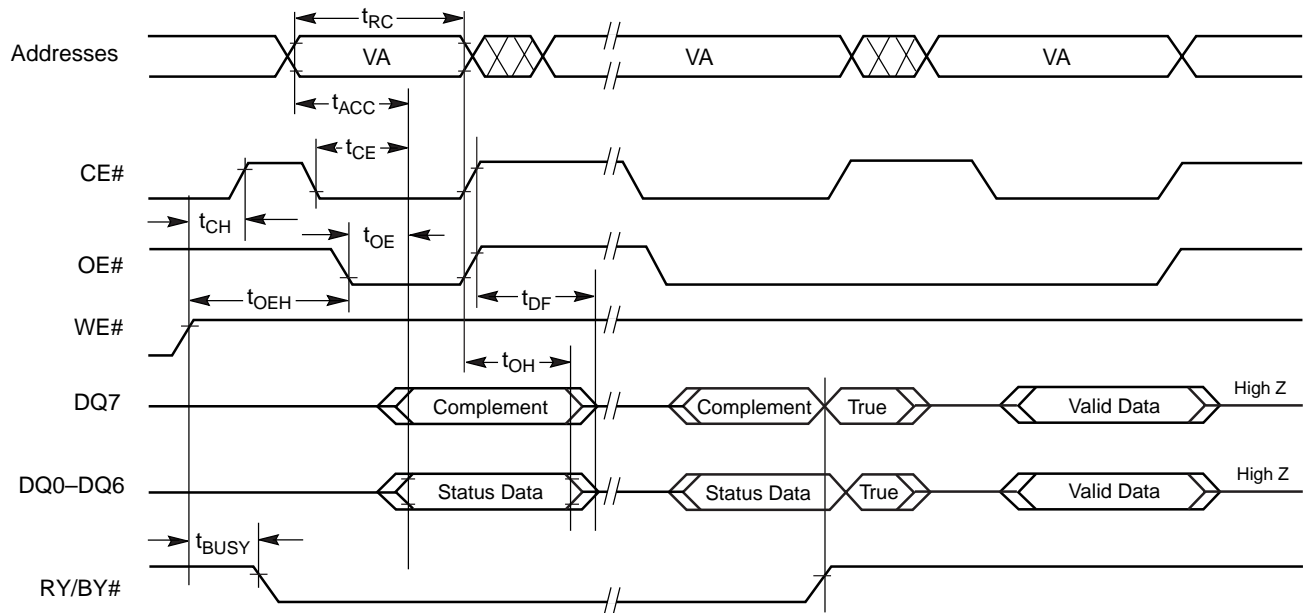 tRC
Addresses VA VA VA
tACC
tCE
CE#
tCH
tOE
OE#
tOEH
tDF
WE#
tOH
DQ7 Complement Complement True Valid Data High Z
DQ0–DQ6 Status Data Status Data True Valid Data High Z
tBUSY
RY/BY#